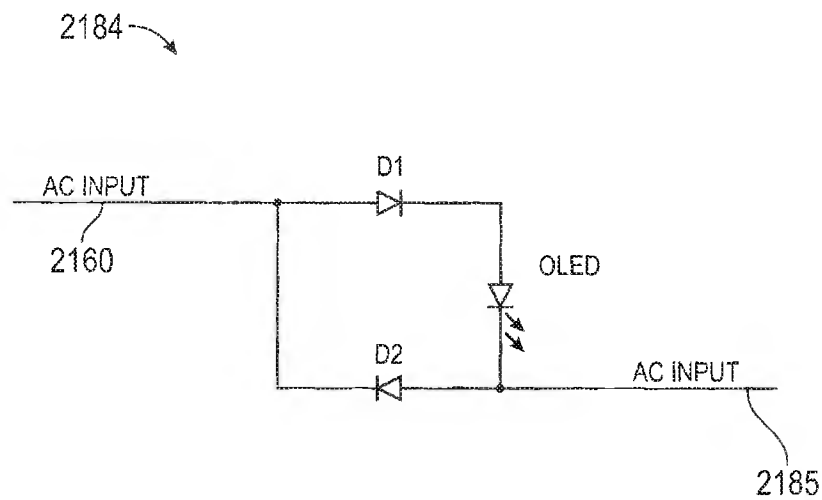 2184
D1
AC INPUT
2160
OLED
D2
AC INPUT
2185